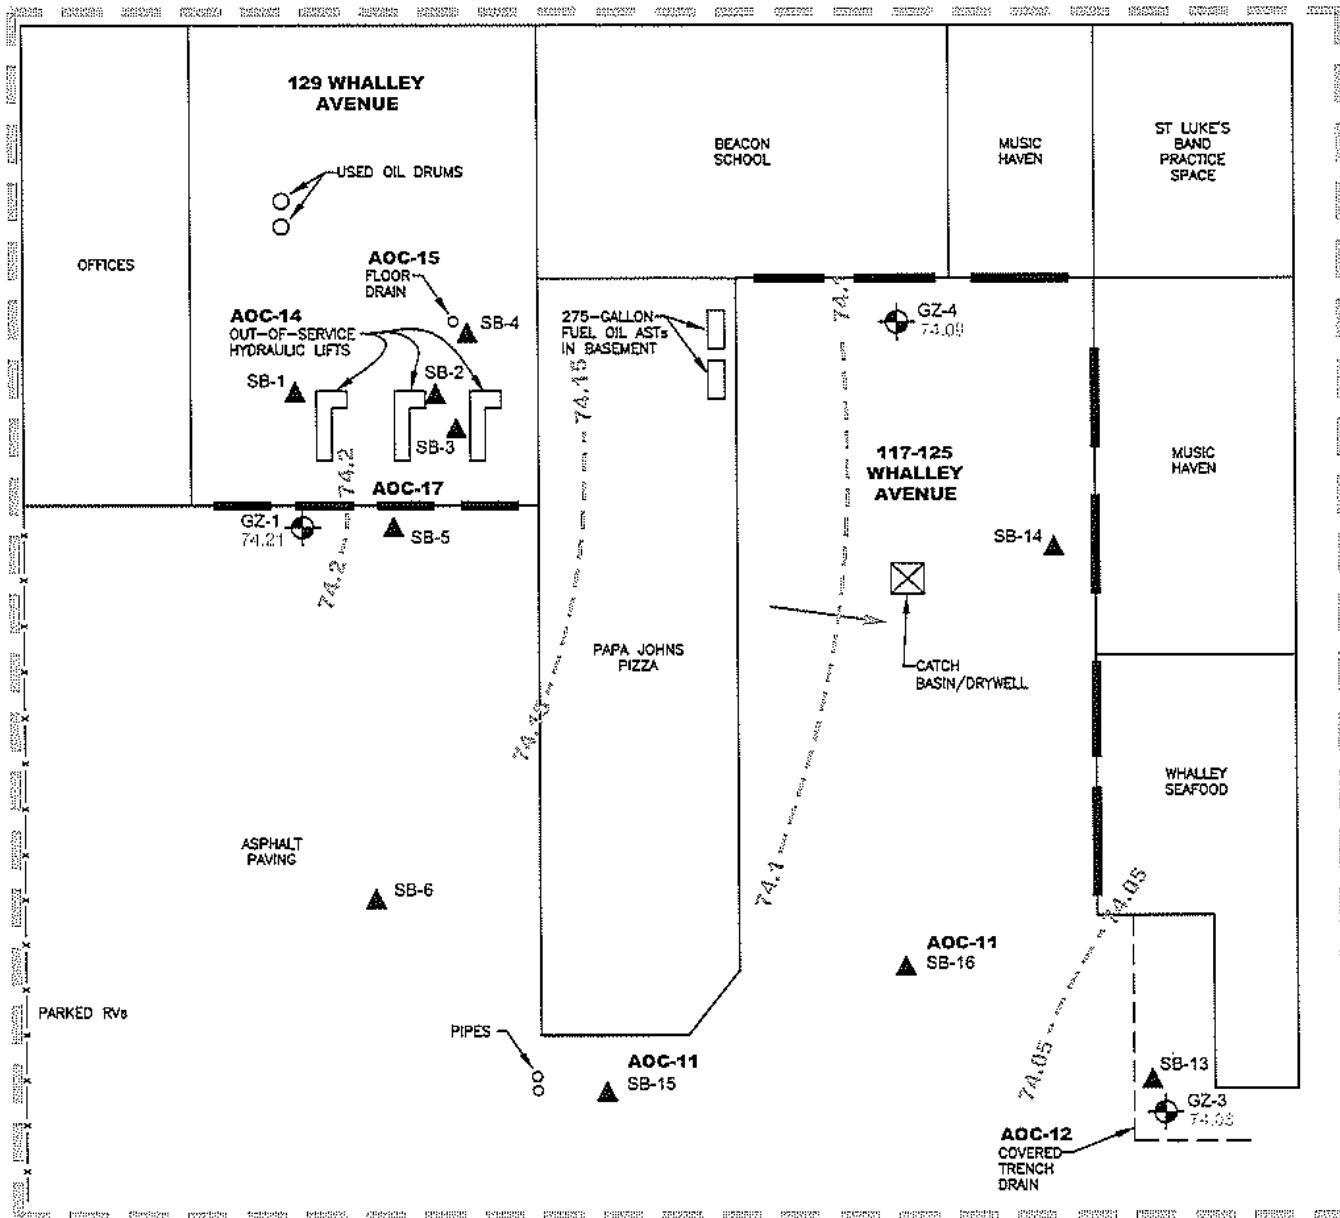 129 WHALLEY
AVENUE
BEACON
SCHOOL
MUSIC
HAVEN
ST LUKE'S
BAND
PRACTICE
SPACE
USED OIL DRUMS
OFFICES
AOC-15
FLOOR
DRAIN
SB-4
AOC-14
OUT-OF-SERVICE
HYDRAULIC LIFTS
275-GALLON
FUEL OIL ASTs
IN BASEMENT
74.1
GZ-4
74.09
SB-1
SB-2
SB-3
74.15
74.2
AOC-17
117-125
WHALLEY
AVENUE
MUSIC
HAVEN
GZ-1
74.21
SB-5
SB-14
74.2
PAPA JOHNS
PIZZA
CATCH
BASIN/DRYWELL
74.15
WHALLEY
SEAFOOD
ASPHALT
PAVING
SB-6
74.1
74.05
AOC-11
SB-16
PARKED RVs
PIPES
AOC-11
SB-15
74.05
SB-13
GZ-3
AOC-12
COVERED
TRENCH
DRAIN